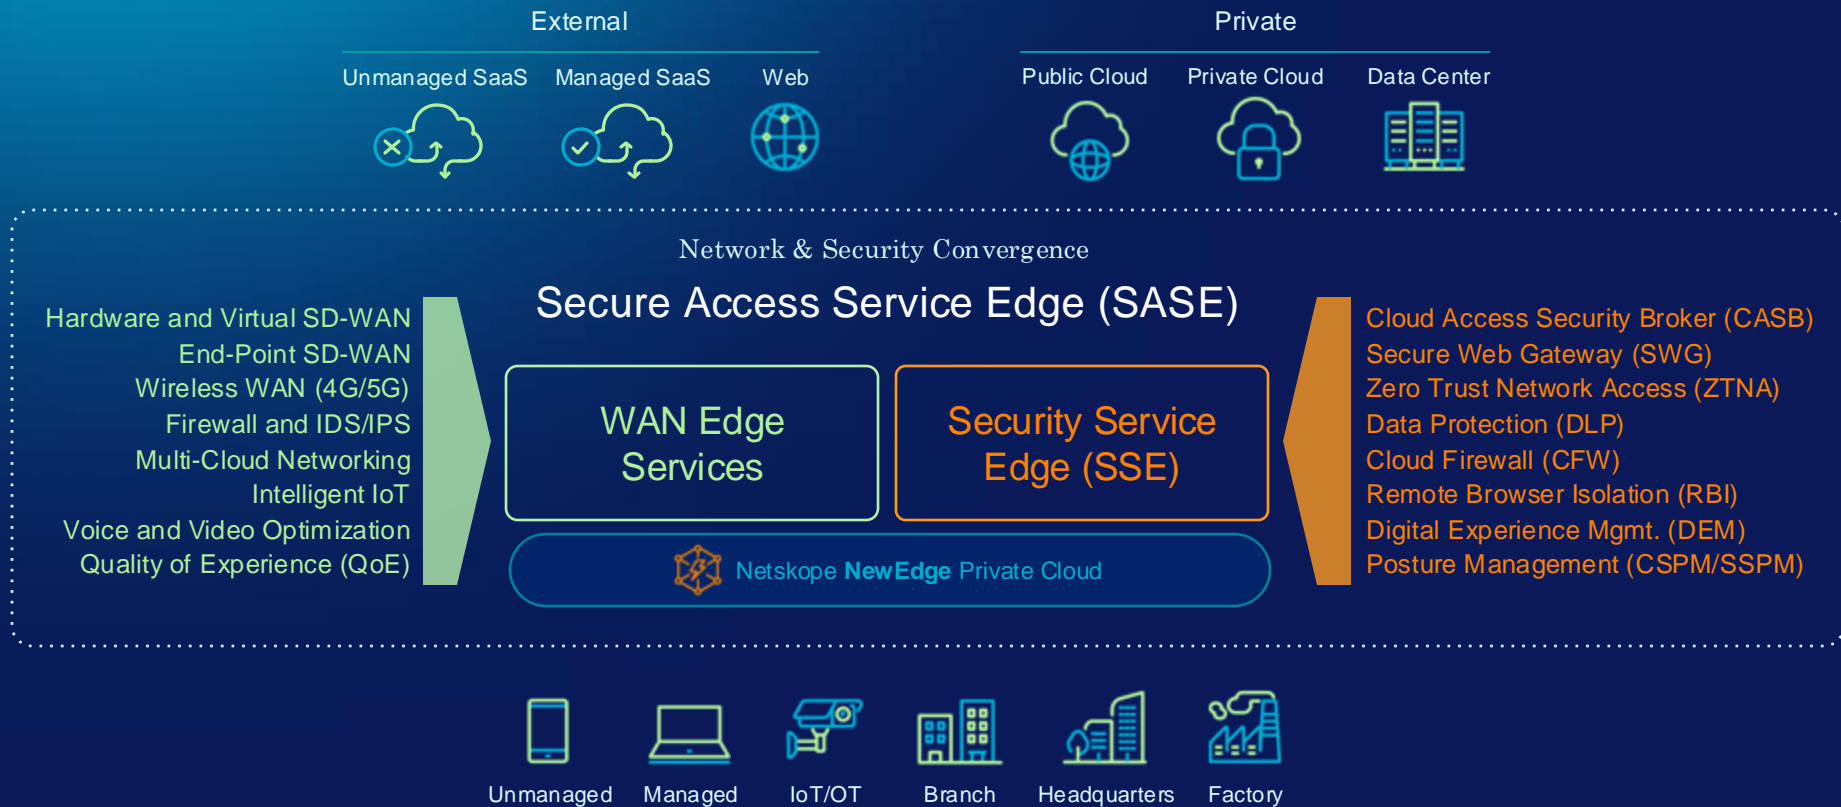 External
Private
Unmanaged SaaS
Managed SaaS
Web
Public Cloud
Private Cloud
Data Center
Network & Security Convergence
Secure Access Service Edge (SASE)
Hardware and Virtual SD-WAN
End-Point SD-WAN
Wireless WAN (4G/5G)
Firewall and IDS/IPS
Multi-Cloud Networking
Intelligent IoT
Voice and Video Optimization
Quality of Experience (QoE)
WAN Edge
Services
Security Service
Edge (SSE)
Netskope NewEdge Private Cloud
Cloud Access Security Broker (CASB)
Secure Web Gateway (SWG)
Zero Trust Network Access (ZTNA)
Data Protection (DLP)
Cloud Firewall (CFW)
Remote Browser Isolation (RBI)
Digital Experience Mgmt. (DEM)
Posture Management (CSPM/SSPM)
Unmanaged
Managed
IoT/OT
Branch
Headquarters
Factory